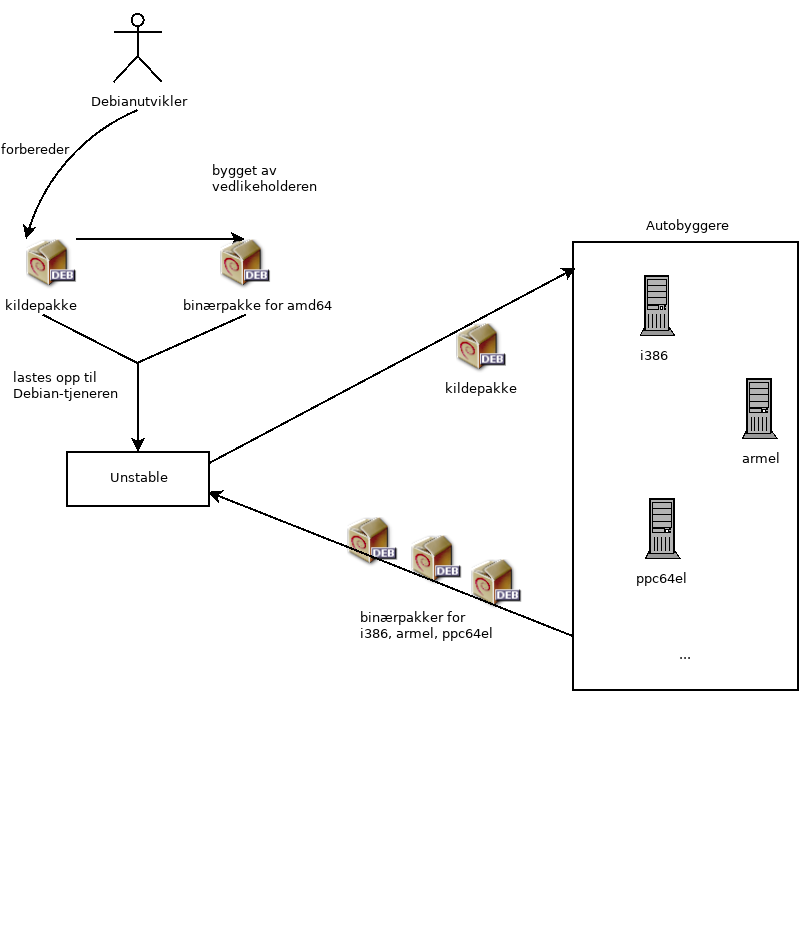 Debianutvikler
forbereder
bygget av
vedlikeholderen
DEB
DEB
kildepakke
binærpakke for amd64
lastes opp til
Debian-tjeneren
Unstable
Autobyggere
i386
DEB
kildepakke
armel
ppc64el
DEB
DEB
DEB
binærpakker for
i386, armel, ppc64el
...